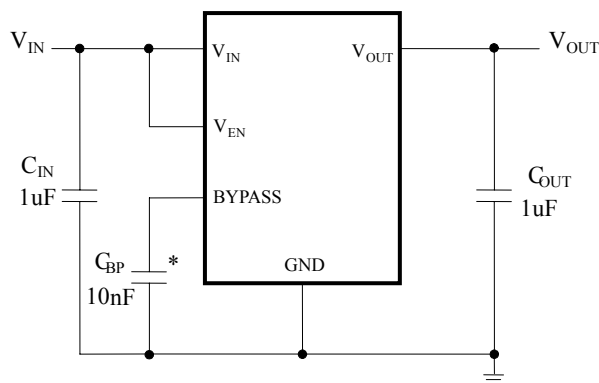 VIN
VIN
VOUT
VOUT
VEN
CIN
1uF
BYPASS
COUT
1uF
CBP *
10nF
GND